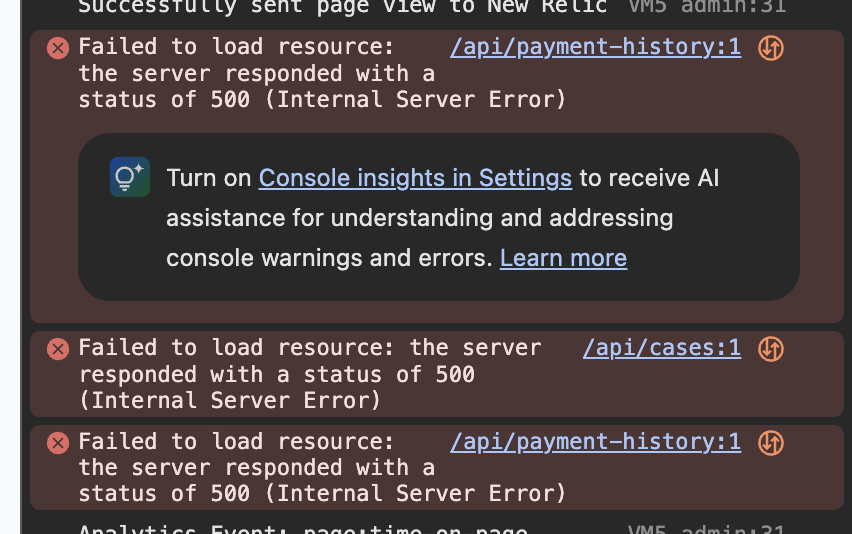 Successfully sent page view to New Relic VM5 admin:31
Failed to load resource: /api/payment-history:1
the server responded with a
status of 500 (Internal Server Error)
Turn on Console insights in Settings to receive AI
assistance for understanding and addressing
console warnings and errors. Learn more
Failed to load resource: the server /api/cases:1
responded with a status of 500
(Internal Server Error)
Failed to load resource: /api/payment-history:1
the server responded with a
status of 500 (Internal Server Error)
Analytics Event: page:time_on_page VM5 admin:31